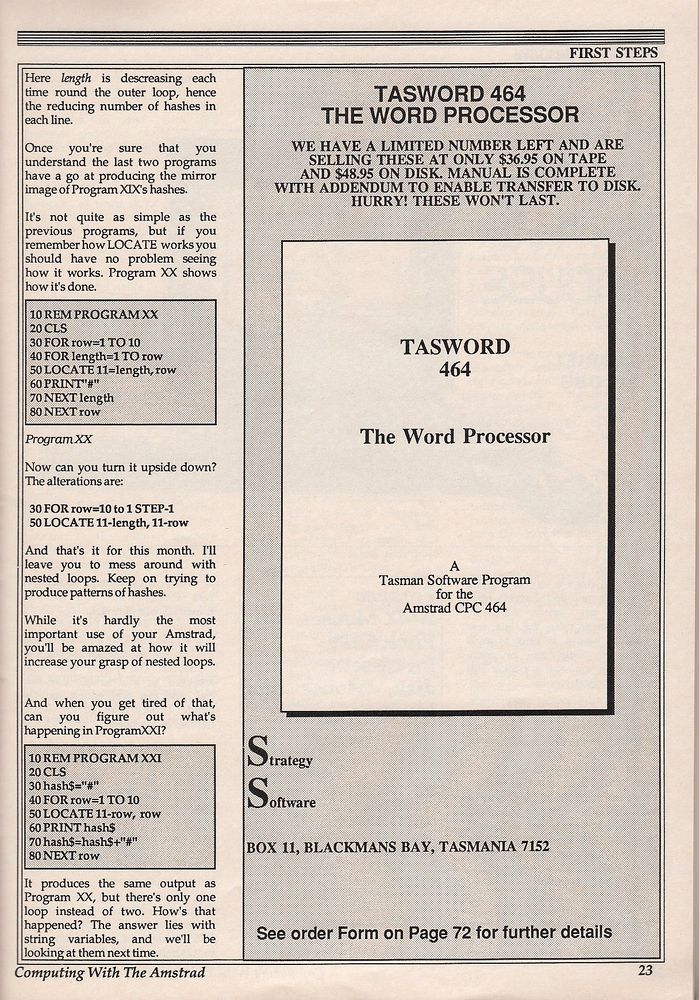 FIRST STEPS
Here length is descreasing each
time round the outer loop, hence
the reducing number of hashes in
each line.
Once you're sure that you
understand the last two programs
have a go at producing the mirror
image of Program XIX's hashes.
It's not quite as simple as the
previous programs, but if you
remember how LOCATE works you
should have no problem seeing
how it works. Program XX shows
how it's done.
10 REM PROGRAM XX
20 CLS
30 FOR row=1 TO 10
40 FOR length=1 TO row
50 LOCATE 11=length, row
60 PRINT"#"
70 NEXT length
80 NEXT row
Program XX
Now can you turn it upside down?
The alterations are:
30 FOR row=10 to 1 STEP-1
50 LOCATE 11-length, 11-row
And that's it for this month. I'll
leave you to mess around with
nested loops. Keep on trying to
produce patterns of hashes.
While it's hardly the most
important use of your Amstrad,
you'll be amazed at how it will
increase your grasp of nested loops.
And when you get tired of that,
can you figure out what's
happening in ProgramXXI?
10 REM PROGRAM XXI
20 CLS
30 hash$="#"
40 FOR row=1 TO 10
50 LOCATE 11-row, row
60 PRINT hash$
70 hash$=hash$+"#"
80 NEXT row
It produces the same output as
Program XX, but there's only one
loop instead of two. How's that
happened? The answer lies with
string variables, and we'll be
looking at them next time.
TASWORD 464
THE WORD PROCESSOR
WE HAVE A LIMITED NUMBER LEFT AND ARE
SELLING THESE AT ONLY $36.95 ON TAPE
AND $48.95 ON DISK. MANUAL IS COMPLETE
WITH ADDENDUM TO ENABLE TRANSFER TO DISK.
HURRY! THESE WON'T LAST.
TASWORD
464
The Word Processor
A
Tasman Software Program
for the
Amstrad CPC 464
Strategy
Software
BOX 11, BLACKMANS BAY, TASMANIA 7152
See order Form on Page 72 for further details
Computing With The Amstrad
23